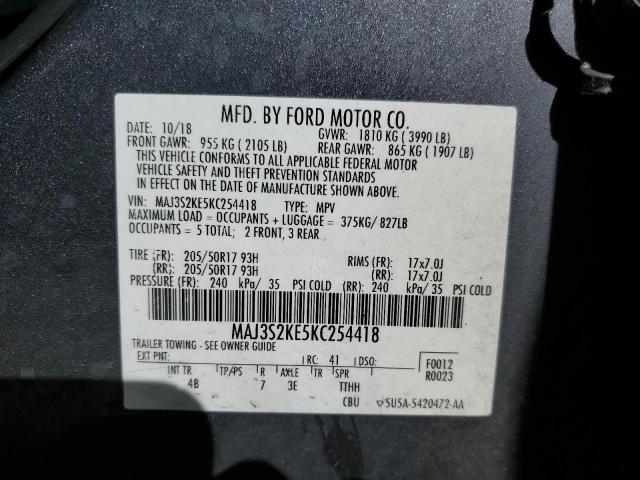 MFD. BY FORD MOTOR CO.
DATE: 10/18 GVWR: 1810 KG ( 3990 LB)
FRONT GAWR: 955 KG ( 2105 LB) REAR GAWR: 865 KG ( 1907 LB)
THIS VEHICLE CONFORMS TO ALL APPLICABLE FEDERAL MOTOR
VEHICLE SAFETY AND THEFT PREVENTION STANDARDS
IN EFFECT ON THE DATE OF MANUFACTURE SHOWN ABOVE.
VIN: MAJ3S2KE5KC254418 TYPE: MPV
MAXIMUM LOAD = OCCUPANTS + LUGGAGE = 375KG/ 827LB
OCCUPANTS = 5 TOTAL; 2 FRONT, 3 REAR
TIRE (FR): 205/50R17 93H RIMS (FR): 17x7.0J
(RR): 205/50R17 93H (RR): 17x7.0J
PRESSURE (FR): 240 kPa/ 35 PSI COLD (RR): 240 kPa/ 35 PSI COLD
MAJ3S2KE5KC254418
TRAILER TOWING - SEE OWNER GUIDE
EXT PNT: RC: 41 DSO: F0012
R0023
INT TR TP/PS R AXLE TR SPR
4B 7 3E TTHH
CBU ▽5U5A-5420472-AA